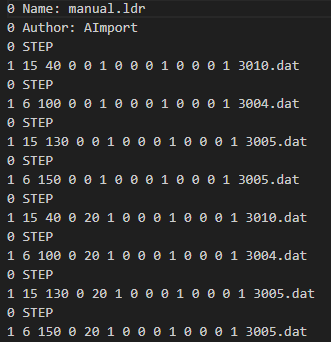 0 Name: manual.ldr
0 Author: AImport
0 STEP
1 15 40 0 0 1 0 0 0 1 0 0 0 1 3010.dat
0 STEP
1 6 100 0 0 1 0 0 0 1 0 0 0 1 3004.dat
0 STEP
1 15 130 0 0 1 0 0 0 1 0 0 0 1 3005.dat
0 STEP
1 6 150 0 0 1 0 0 0 1 0 0 0 1 3005.dat
0 STEP
1 15 40 0 20 1 0 0 0 1 0 0 0 1 3010.dat
0 STEP
1 6 100 0 20 1 0 0 0 1 0 0 0 1 3004.dat
0 STEP
1 15 130 0 20 1 0 0 0 1 0 0 0 1 3005.dat
0 STEP
1 6 150 0 20 1 0 0 0 1 0 0 0 1 3005.dat